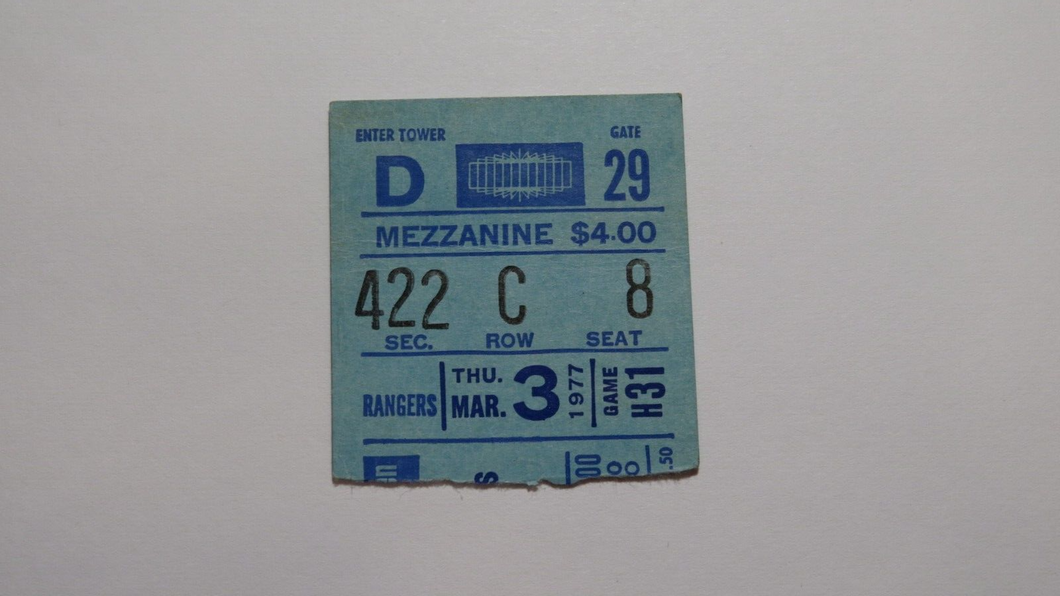 ENTER TOWER GATE
D 29
MEZZANINE $4.00
422 C 8
SEC. ROW SEAT
RANGERS THU. MAR. 3 1977 GAME H31
.50